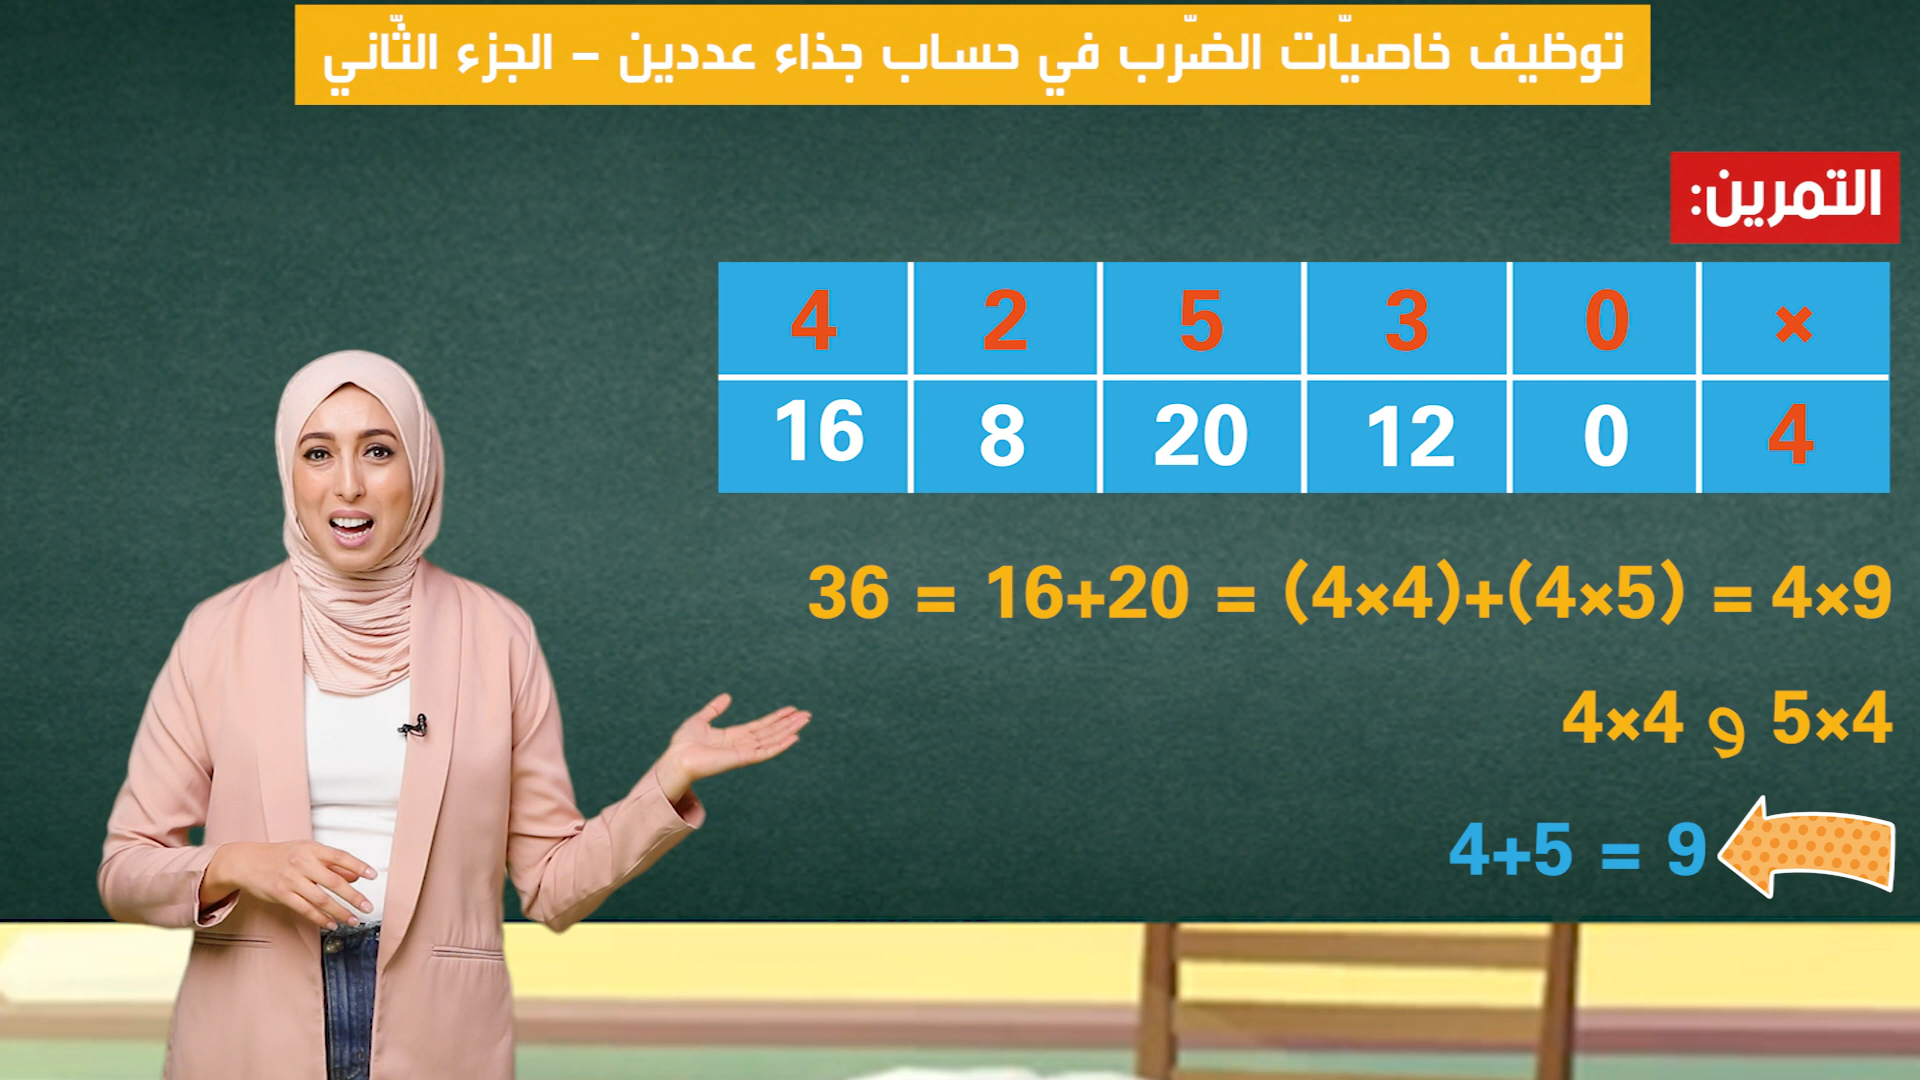 توظيف خاصيّات الضّرب في حساب جذاء عددين – الجزء الثّاني
التمرين:
× 0 3 5 2 4
4 0 12 20 8 16
4×9 = (4×5)+(4×4) = 16+20 = 36
5×4 و 4×4
9 = 4+5